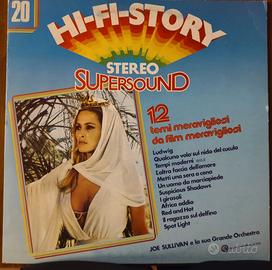 20
HI-FI-STORY
STEREO
SUPERSOUND
12
temi meravigliosi
da film meravigliosi
Ludwig
Qualcuno volò sul nido del cuculo
Tempi moderni
L'altra faccia dell'amore
Metti una sera a cena
Un uomo da marciapiede
Suspicious Shadows
I girasoli
Africa addio
Red and Hot
Il ragazzo sul delfino
Spot Light
JOE SULLIVAN e la sua Grande Orchestra